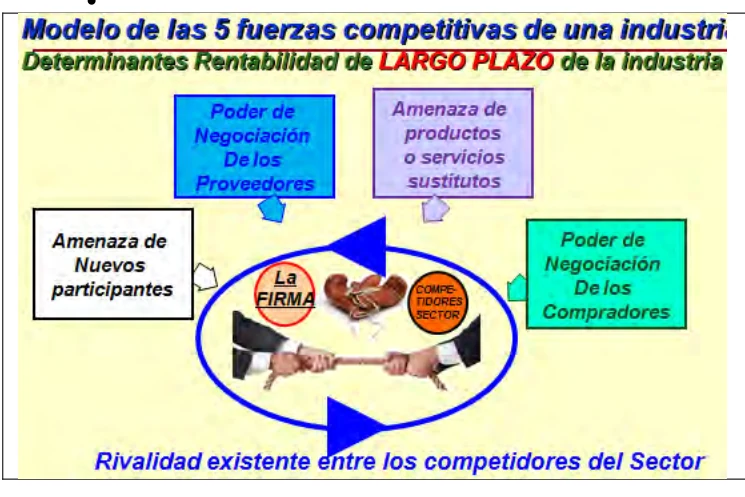 Modelo de las 5 fuerzas competitivas de una industri
Determinantes Rentabilidad de LARGO PLAZO de la industria
Poder de
Negociación
De los
Proveedores
Amenaza de
productos
o servicios
sustitutos
Amenaza de
Nuevos
participantes
Poder de
Negociación
De los
Compradores
La
FIRMA
COMPE-
TIDORES
SECTOR
Rivalidad existente entre los competidores del Sector